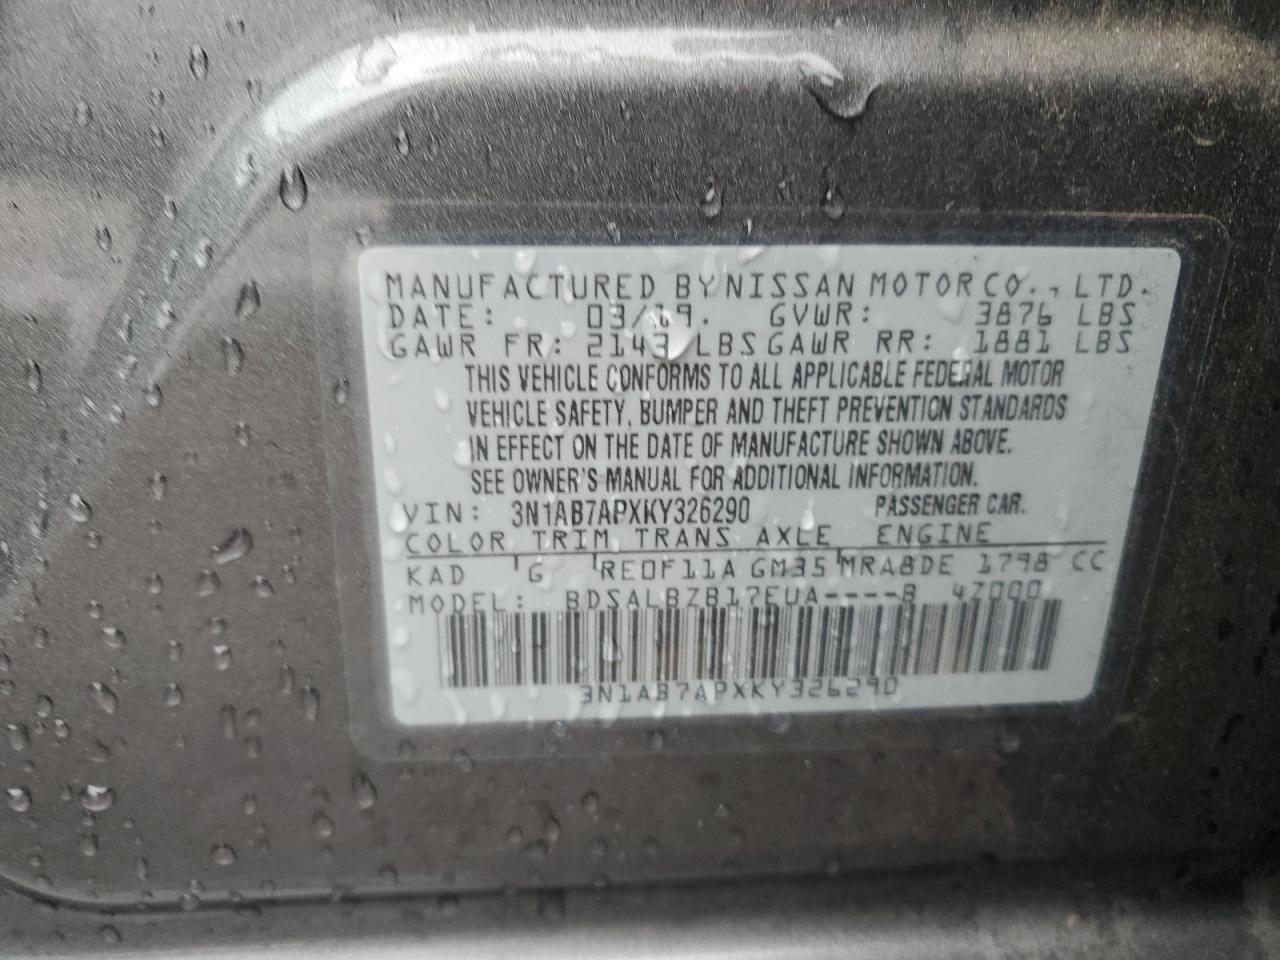 MANUFACTURED BY NISSAN MOTOR CO., LTD.
DATE: 03/19. GVWR: 3876 LBS
GAWR FR: 2143 LBS GAWR RR: 1881 LBS
THIS VEHICLE CONFORMS TO ALL APPLICABLE FEDERAL MOTOR
VEHICLE SAFETY, BUMPER AND THEFT PREVENTION STANDARDS
IN EFFECT ON THE DATE OF MANUFACTURE SHOWN ABOVE.
SEE OWNER'S MANUAL FOR ADDITIONAL INFORMATION.
VIN: 3N1AB7APXKY326290 PASSENGER CAR.
COLOR TRIM TRANS AXLE ENGINE
KAD G RE0F11A GM35 MRA8DE 1798 CC
MODEL: BDSALBZB17EUA----B 4Z000
3N1AB7APXKY326290